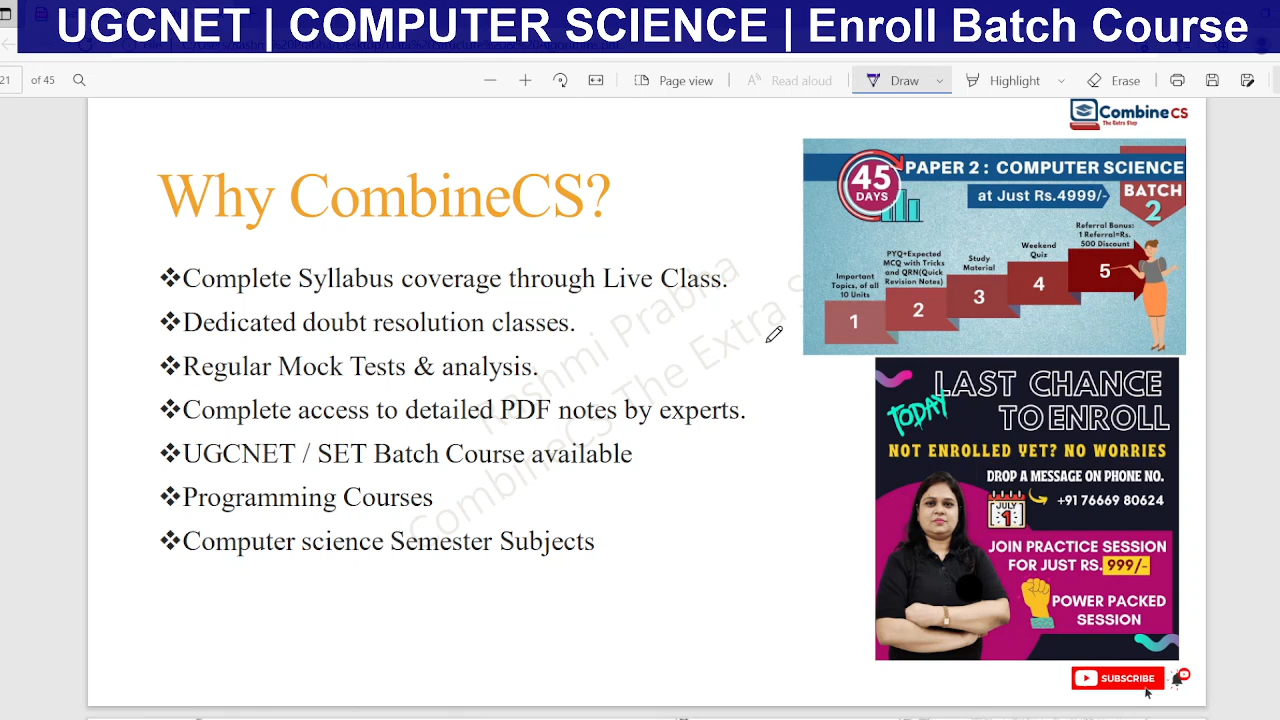 UGCNET | COMPUTER SCIENCE | Enroll Batch Course
21 of 45
Page view
Read aloud
Draw
Highlight
Erase
CombineCS
The Extra Step
Why CombineCS?
❖Complete Syllabus coverage through Live Class.
❖Dedicated doubt resolution classes.
❖Regular Mock Tests & analysis.
❖Complete access to detailed PDF notes by experts.
❖UGCNET / SET Batch Course available
❖Programming Courses
❖Computer science Semester Subjects
Rashmi Prabha
CombineCS The Extra S
45
DAYS
PAPER 2 : COMPUTER SCIENCE
at Just Rs.4999/-
BATCH
2
Important
Topics, of all
10 Units
1
PYQ+Expected
MCQ with Tricks
and QRN(Quick
Revision Notes)
2
Study
Material
3
Weekend
Quiz
4
Referral Bonus:
1 Referral=Rs.
500 Discount
5
LAST CHANCE
TODAY
TO ENROLL
NOT ENROLLED YET? NO WORRIES
DROP A MESSAGE ON PHONE NO.
JULY
1
+91 76669 80624
JOIN PRACTICE SESSION
FOR JUST RS. 999/-
POWER PACKED
SESSION
SUBSCRIBE